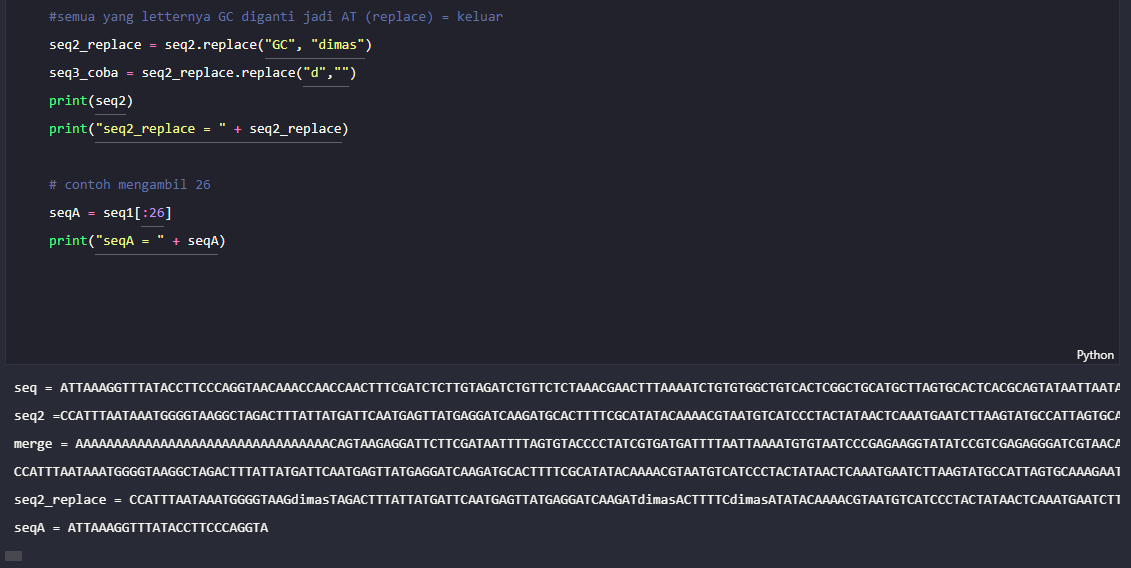 #semua yang letternya GC diganti jadi AT (replace) = keluar
seq2_replace = seq2.replace("GC", "dimas")
seq3_coba = seq2_replace.replace("d","")
print(seq2)
print("seq2_replace = " + seq2_replace)
# contoh mengambil 26
seqA = seq1[:26]
print("seqA = " + seqA)
Python
seq = ATTAAAGGTTTATACCTTCCCAGGTAACAAACCAACCAACTTTCGATCTCTTGTAGATCTGTTCTCTAAACGAACTTTAAAATCTGTGTGGCTGTCACTCGGCTGCATGCTTAGTGCACTCACGCAGTATAATTAATA
seq2 =CCATTTAATAAATGGGGTAAGGCTAGACTTTATTATGATTCAATGAGTTATGAGGATCAAGATGCACTTTTCGCATATACAAAACGTAATGTCATCCCTACTATAACTCAAATGAATCTTAAGTATGCCATTAGTGCA
merge = AAAAAAAAAAAAAAAAAAAAAAAAAAAAAAAAACAGTAAGAGGATTCTTCGATAATTTTAGTGTACCCCTATCGTGATGATTTTAATTAAAATGTGTAATCCCGAGAAGGTATATCCGTCGAGAGGGATCGTAACA
CCATTTAATAAATGGGGTAAGGCTAGACTTTATTATGATTCAATGAGTTATGAGGATCAAGATGCACTTTTCGCATATACAAAACGTAATGTCATCCCTACTATAACTCAAATGAATCTTAAGTATGCCATTAGTGCAAAGAAT
seq2_replace = CCATTTAATAAATGGGGTAAGdimasTAGACTTTATTATGATTCAATGAGTTATGAGGATCAAGATdimasACTTTTCdimasATATACAAAACGTAATGTCATCCCTACTATAACTCAAATGAATCTT
seqA = ATTAAAGGTTTATACCTTCCCAGGTA